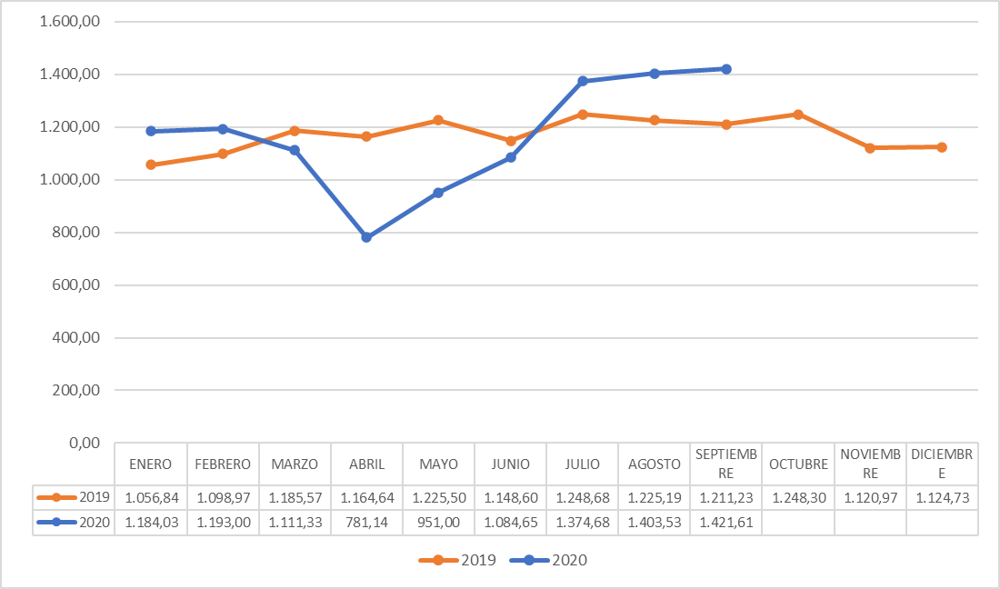 1.600,00
1.400,00
1.200,00
1.000,00
800,00
600,00
400,00
200,00
0,00
ENERO FEBRERO MARZO ABRIL MAYO JUNIO JULIO AGOSTO SEPTIEMB
RE OCTUBRE NOVIEMB
RE DICIEMBR
E
2019 1.056,84 1.098,97 1.185,57 1.164,64 1.225,50 1.148,60 1.248,68 1.225,19 1.211,23 1.248,30 1.120,97 1.124,73
2020 1.184,03 1.193,00 1.111,33 781,14 951,00 1.084,65 1.374,68 1.403,53 1.421,61
2019 2020